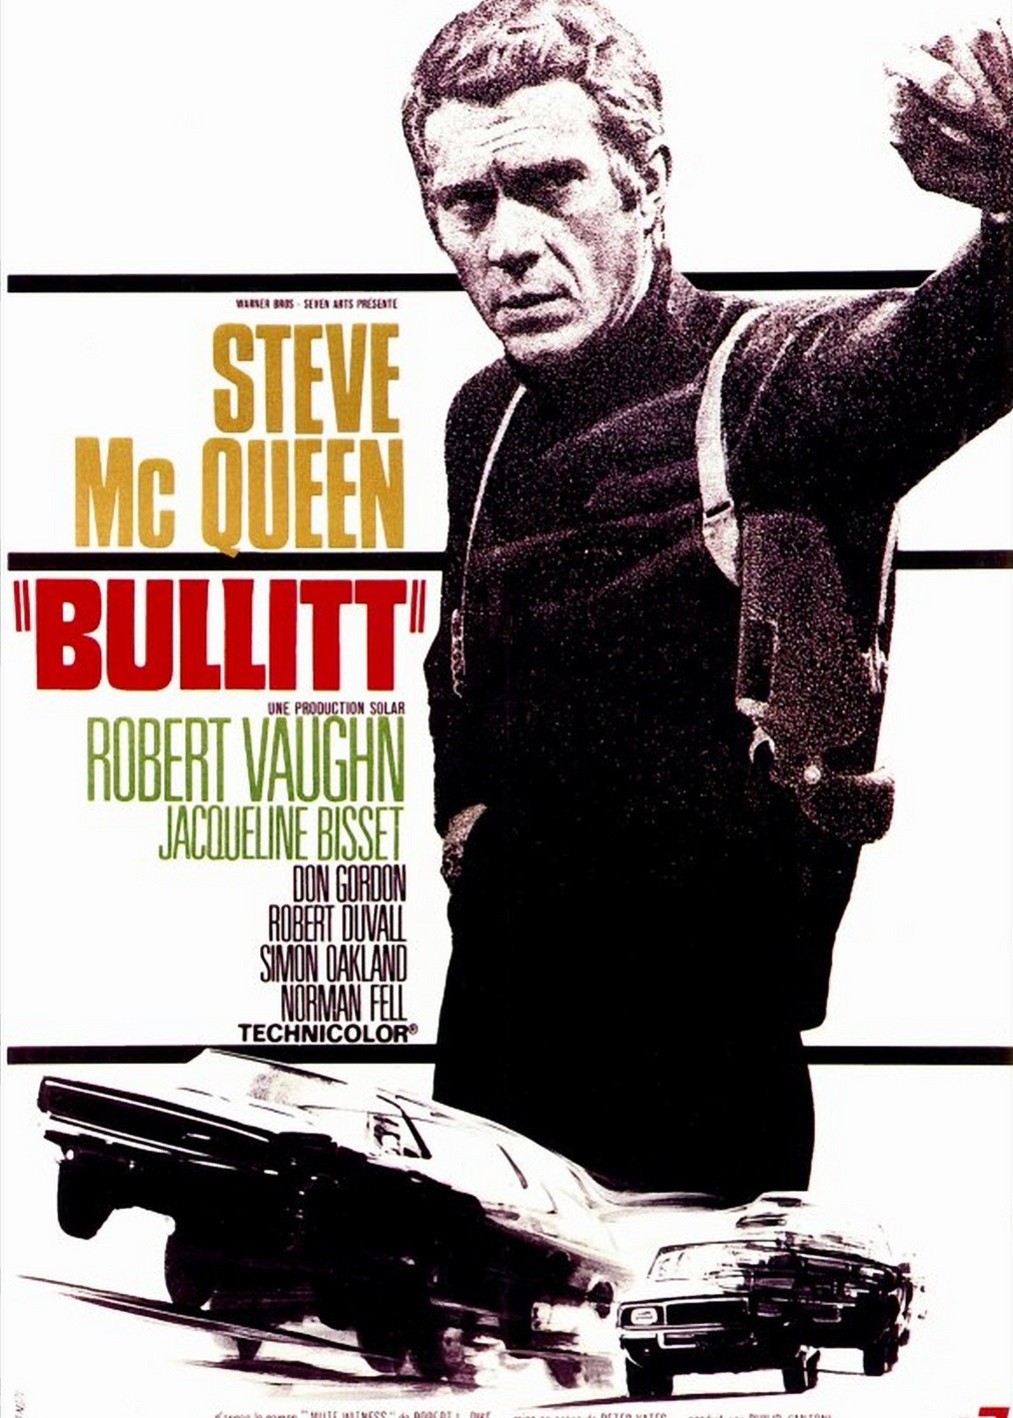 WARNER BROS - SEVEN ARTS PRÉSENTE
STEVE
Mc QUEEN
"BULLITT"
UNE PRODUCTION SOLAR
ROBERT VAUGHN
JACQUELINE BISSET
DON GORDON
ROBERT DUVALL
SIMON OAKLAND
NORMAN FELL
TECHNICOLOR®